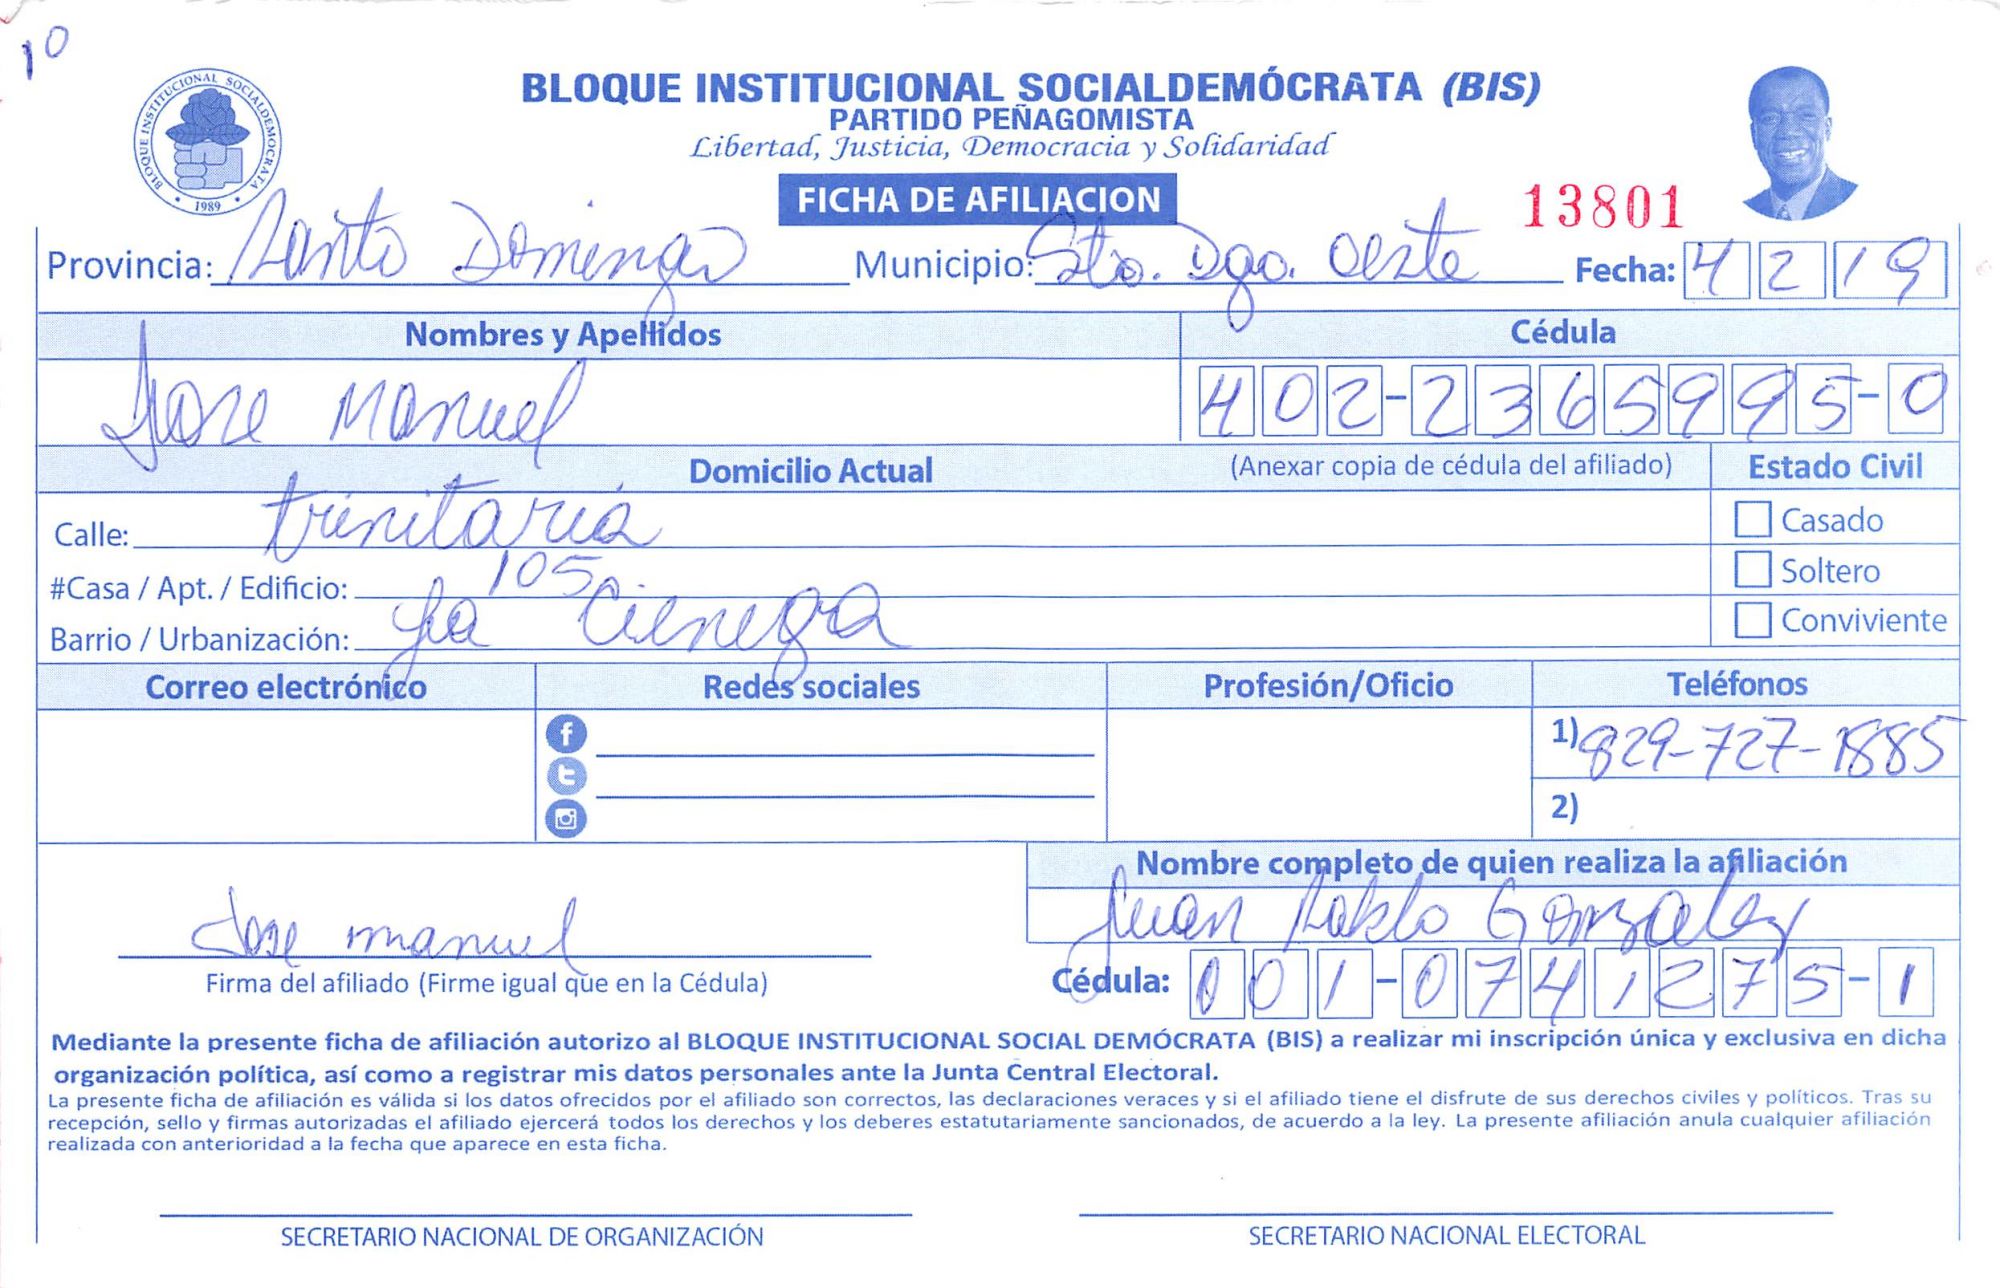 10
BLOQUE INSTITUCIONAL SOCIALDEMOCRATA
1989
BLOQUE INSTITUCIONAL SOCIALDEMÓCRATA (BIS)
PARTIDO PEÑAGOMISTA
Libertad, Justicia, Democracia y Solidaridad
FICHA DE AFILIACION
13801
Provincia: Santo Domingo Municipio: Sto. Dgo. Oeste Fecha: 4 2 19
Nombres y Apellidos Cédula
Jose Manuel 402-2365995-0
Domicilio Actual (Anexar copia de cédula del afiliado) Estado Civil
Calle: trinitaria Casado
#Casa / Apt. / Edificio: 105 Soltero
Barrio / Urbanización: La Cienega Conviviente
Correo electrónico Redes sociales Profesión/Oficio Teléfonos
1) 829-727-1885
2)
Nombre completo de quien realiza la afiliación
Juan Pablo Gonzalez
Jose manuel
Firma del afiliado (Firme igual que en la Cédula) Cédula: 001-0741275-1
Mediante la presente ficha de afiliación autorizo al BLOQUE INSTITUCIONAL SOCIAL DEMÓCRATA (BIS) a realizar mi inscripción única y exclusiva en dicha
organización política, así como a registrar mis datos personales ante la Junta Central Electoral.
La presente ficha de afiliación es válida si los datos ofrecidos por el afiliado son correctos, las declaraciones veraces y si el afiliado tiene el disfrute de sus derechos civiles y políticos. Tras su
recepción, sello y firmas autorizadas el afiliado ejercerá todos los derechos y los deberes estatutariamente sancionados, de acuerdo a la ley. La presente afiliación anula cualquier afiliación
realizada con anterioridad a la fecha que aparece en esta ficha.
SECRETARIO NACIONAL DE ORGANIZACIÓN SECRETARIO NACIONAL ELECTORAL